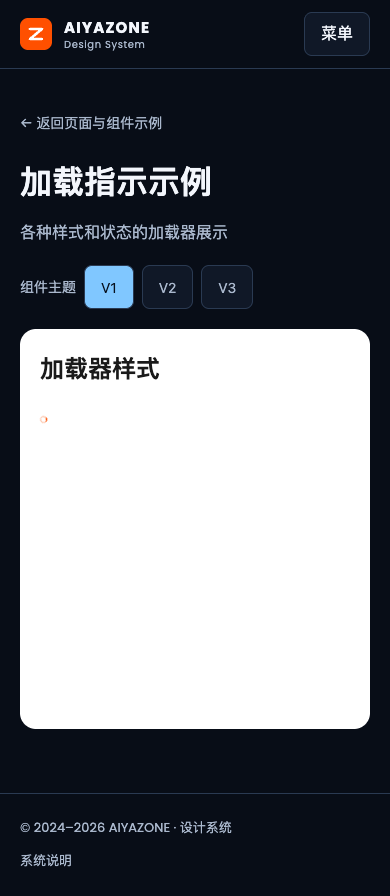 AIYAZONE
Design System
菜单
← 返回页面与组件示例
加载指示示例
各种样式和状态的加载器展示
组件主题 V1 V2 V3
加载器样式
© 2024–2026 AIYAZONE · 设计系统
系统说明